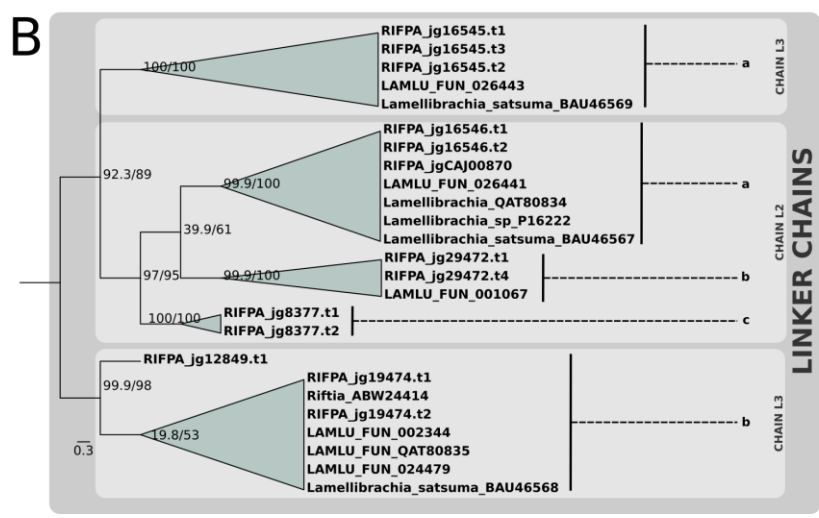 B
100/100
RIFPA_jg16545.t1
RIFPA_jg16545.t3
RIFPA_jg16545.t2
LAMLU_FUN_026443
Lamellibrachia_satsuma_BAU46569
a
CHAIN L3
92.3/89
99.9/100
RIFPA_jg16546.t1
RIFPA_jg16546.t2
RIFPA_jgCAJ00870
LAMLU_FUN_026441
Lamellibrachia_QAT80834
Lamellibrachia_sp_P16222
Lamellibrachia_satsuma_BAU46567
a
39.9/61
97/95
99.9/100
RIFPA_jg29472.t1
RIFPA_jg29472.t4
LAMLU_FUN_001067
b
100/100
RIFPA_jg8377.t1
RIFPA_jg8377.t2
c
CHAIN L2
RIFPA_jg12849.t1
99.9/98
19.8/53
RIFPA_jg19474.t1
Riftia_ABW24414
RIFPA_jg19474.t2
LAMLU_FUN_002344
LAMLU_FUN_QAT80835
LAMLU_FUN_024479
Lamellibrachia_satsuma_BAU46568
b
CHAIN L3
0.3
LINKER CHAINS